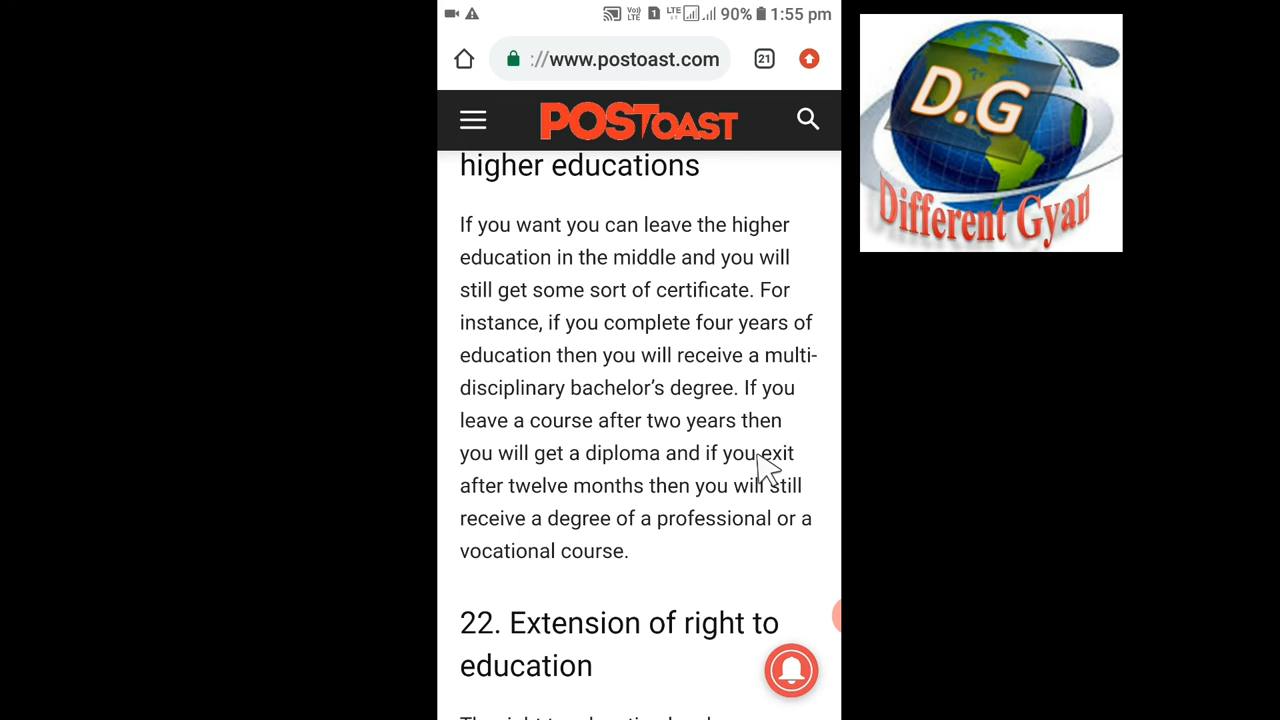 Vo))
LTE
1
LTE
90%
1:55 pm
://www.postoast.com
21
POSTOAST
higher educations
If you want you can leave the higher
education in the middle and you will
still get some sort of certificate. For
instance, if you complete four years of
education then you will receive a multi-
disciplinary bachelor’s degree. If you
leave a course after two years then
you will get a diploma and if you exit
after twelve months then you will still
receive a degree of a professional or a
vocational course.
22. Extension of right to
education
D.G
Different Gyan